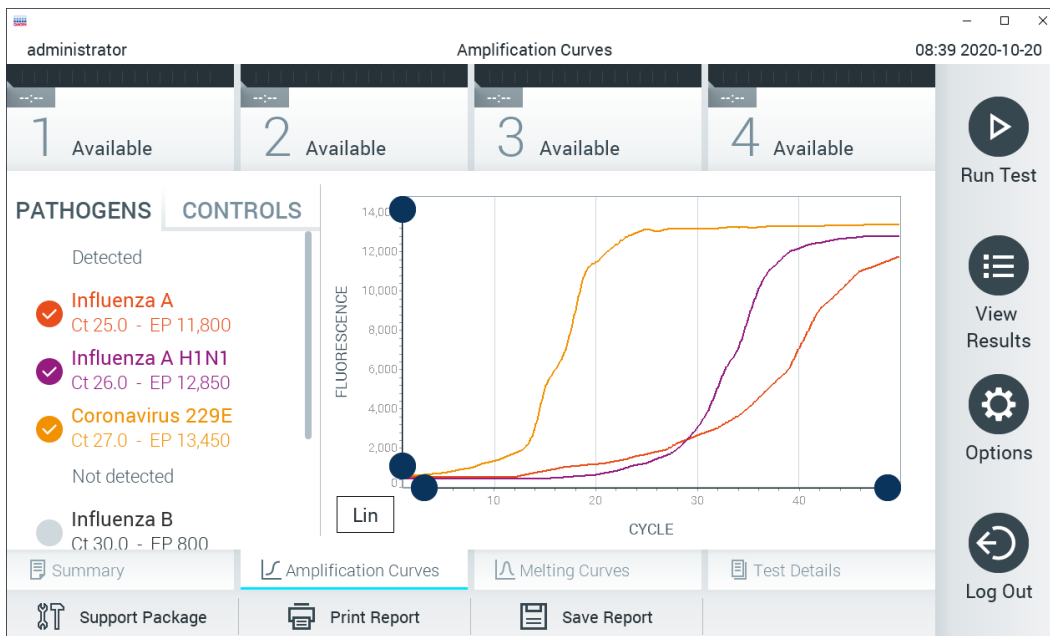 administrator
Amplification Curves
08:39 2020-10-20
--:--
--:--
--:--
--:--
1 Available
2 Available
3 Available
4 Available
Run Test
View
Results
Options
Log Out
PATHOGENS
CONTROLS
Detected
Influenza A
Ct 25.0 - EP 11,800
Influenza A H1N1
Ct 26.0 - EP 12,850
Coronavirus 229E
Ct 27.0 - EP 13,450
Not detected
Influenza B
Ct 30.0 - EP 800
FLUORESCENCE
12,000
10,000
8,000
6,000
4,000
2,000
0
10
20
30
40
CYCLE
Lin
Summary
Amplification Curves
Melting Curves
Test Details
Support Package
Print Report
Save Report